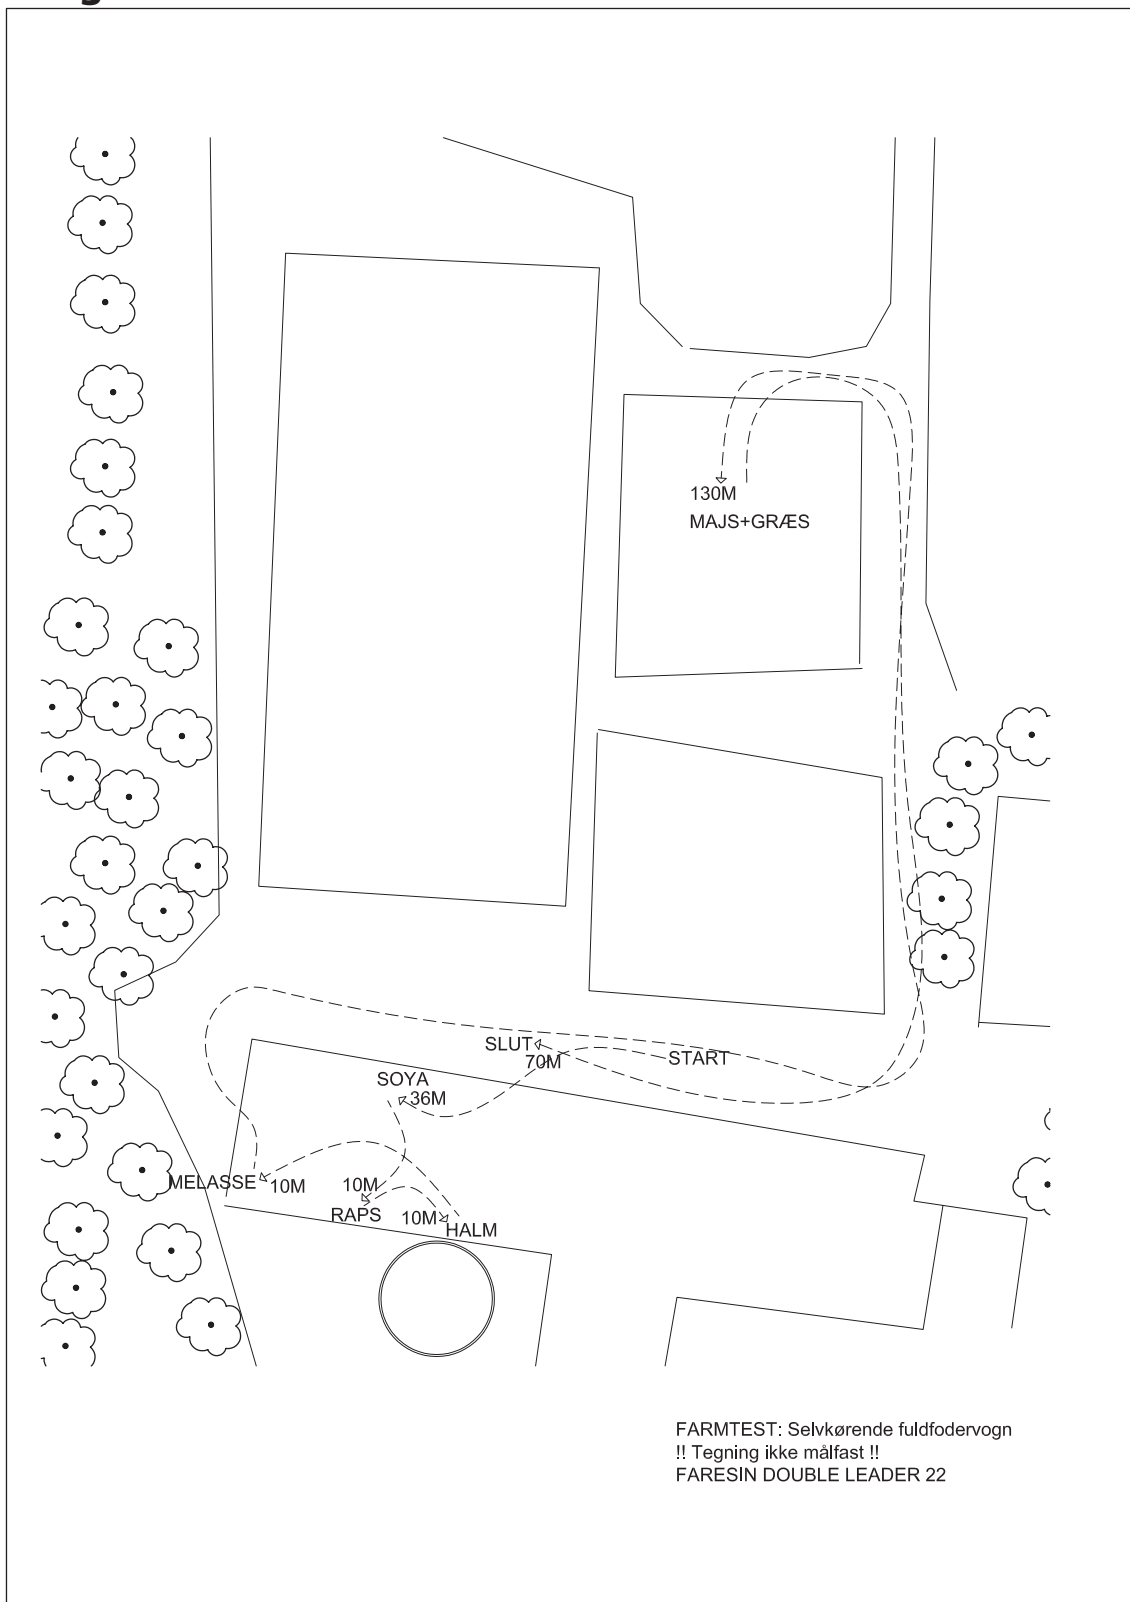 130M
MAJS+GRÆS
SLUT
70M
START
SOYA
36M
MELASSE
10M
10M
RAPS
10M
HALM
FARMTEST: Selvkørende fuldfodervogn
!! Tegning ikke målfast !!
FARESIN DOUBLE LEADER 22